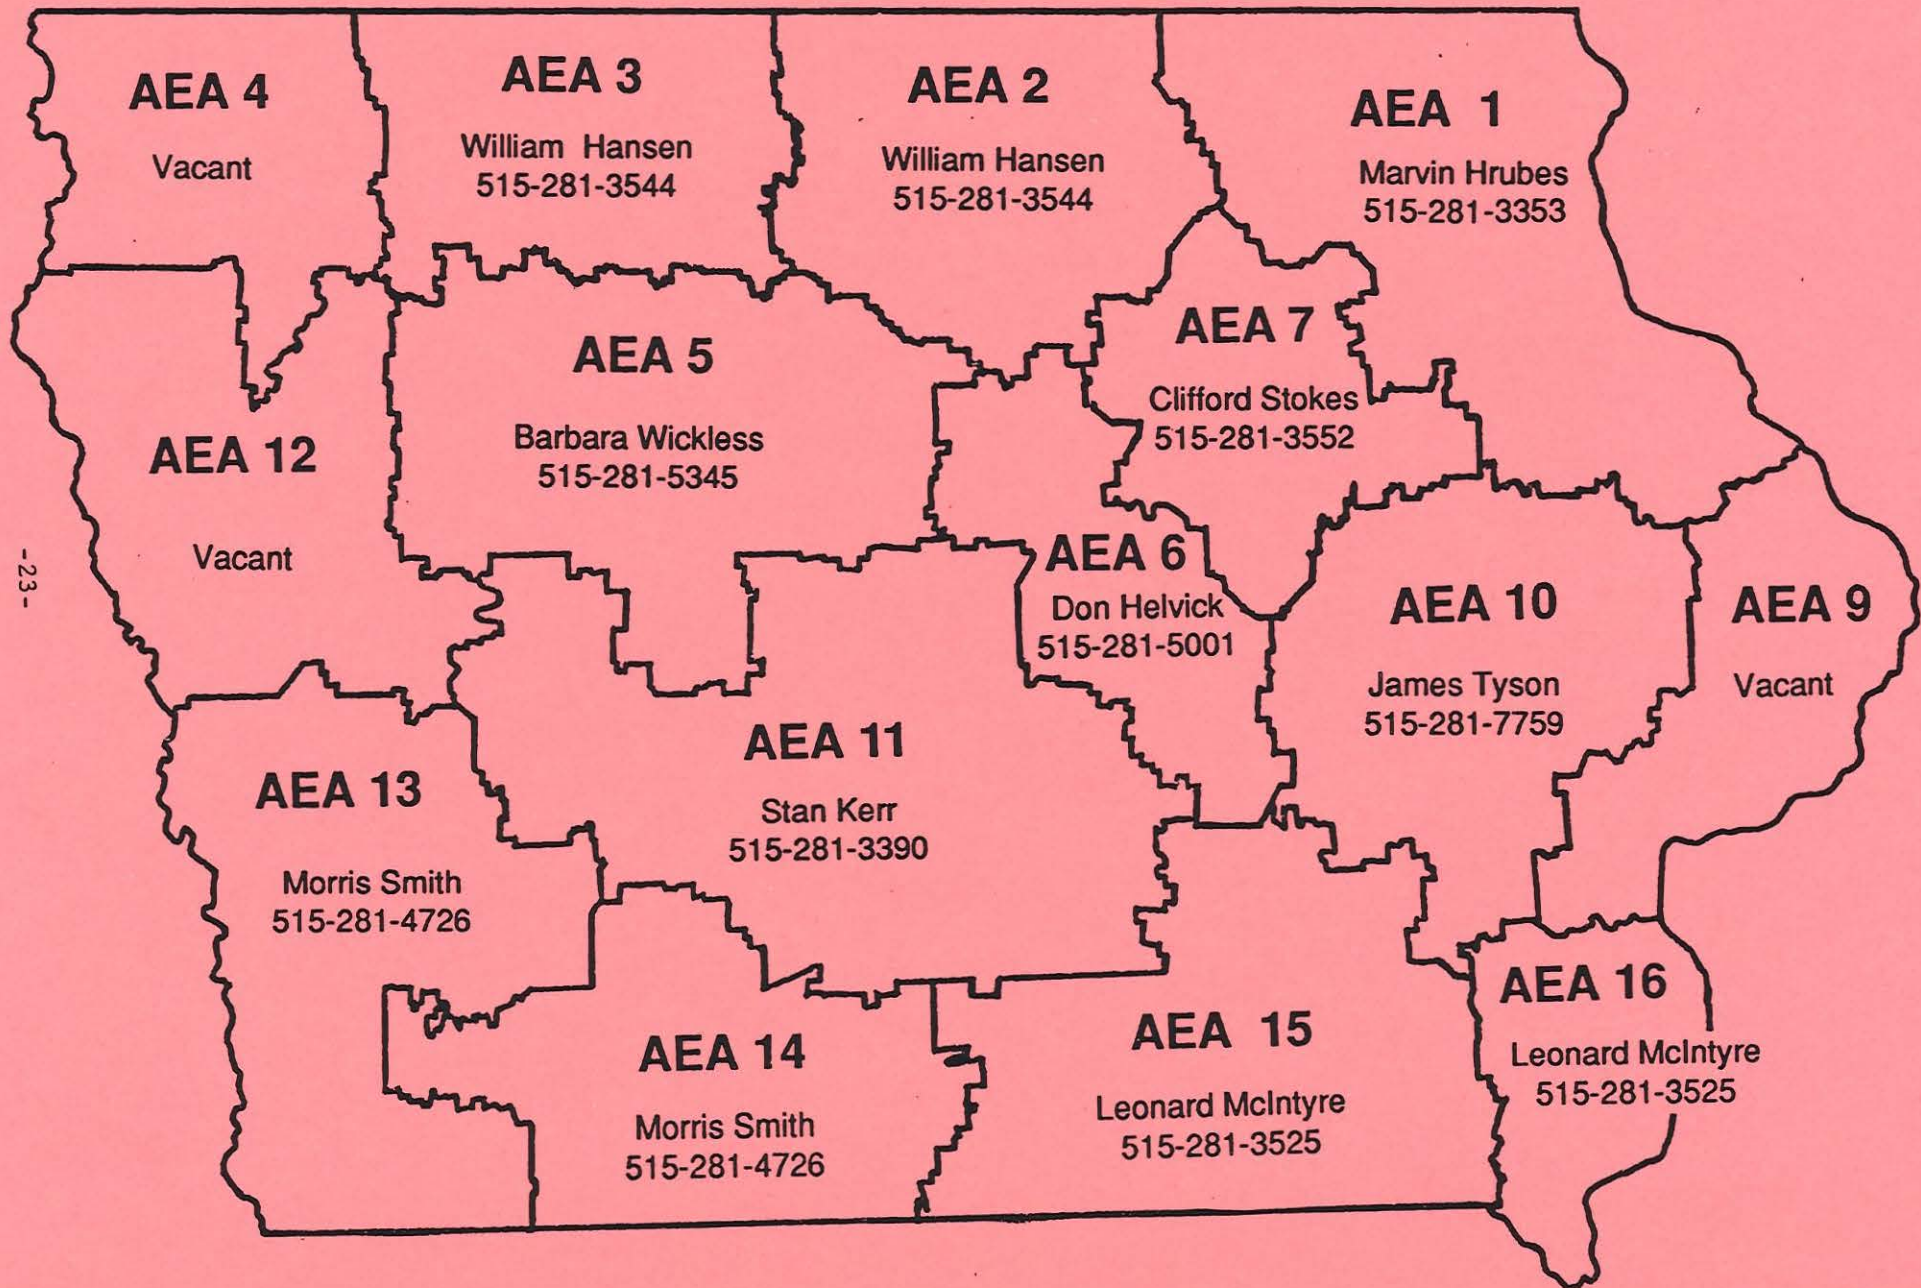 AEA 4
Vacant
AEA 3
William Hansen
515-281-3544
AEA 2
William Hansen
515-281-3544
AEA 1
Marvin Hrubes
515-281-3353
AEA 12
Vacant
AEA 5
Barbara Wickless
515-281-5345
AEA 7
Clifford Stokes
515-281-3552
AEA 6
Don Helvick
515-281-5001
AEA 10
James Tyson
515-281-7759
AEA 9
Vacant
AEA 13
Morris Smith
515-281-4726
AEA 11
Stan Kerr
515-281-3390
AEA 14
Morris Smith
515-281-4726
AEA 15
Leonard McIntyre
515-281-3525
AEA 16
Leonard McIntyre
515-281-3525
-23-